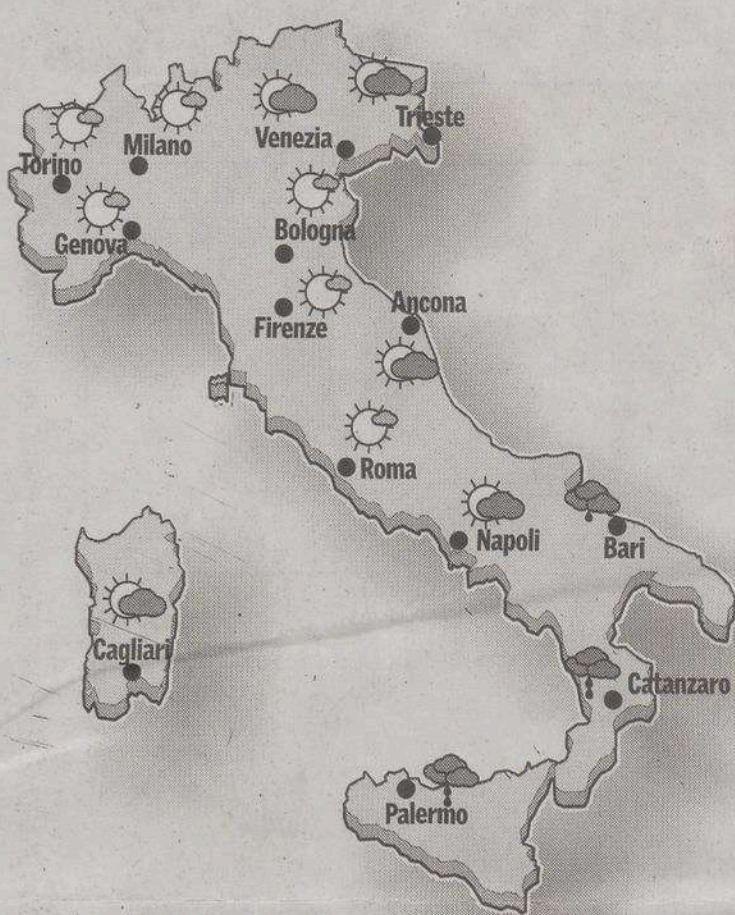 Trieste
Venezia
Milano
Torino
Bologna
Genova
Ancona
Firenze
Roma
Napoli
Bari
Cagliari
Catanzaro
Palermo